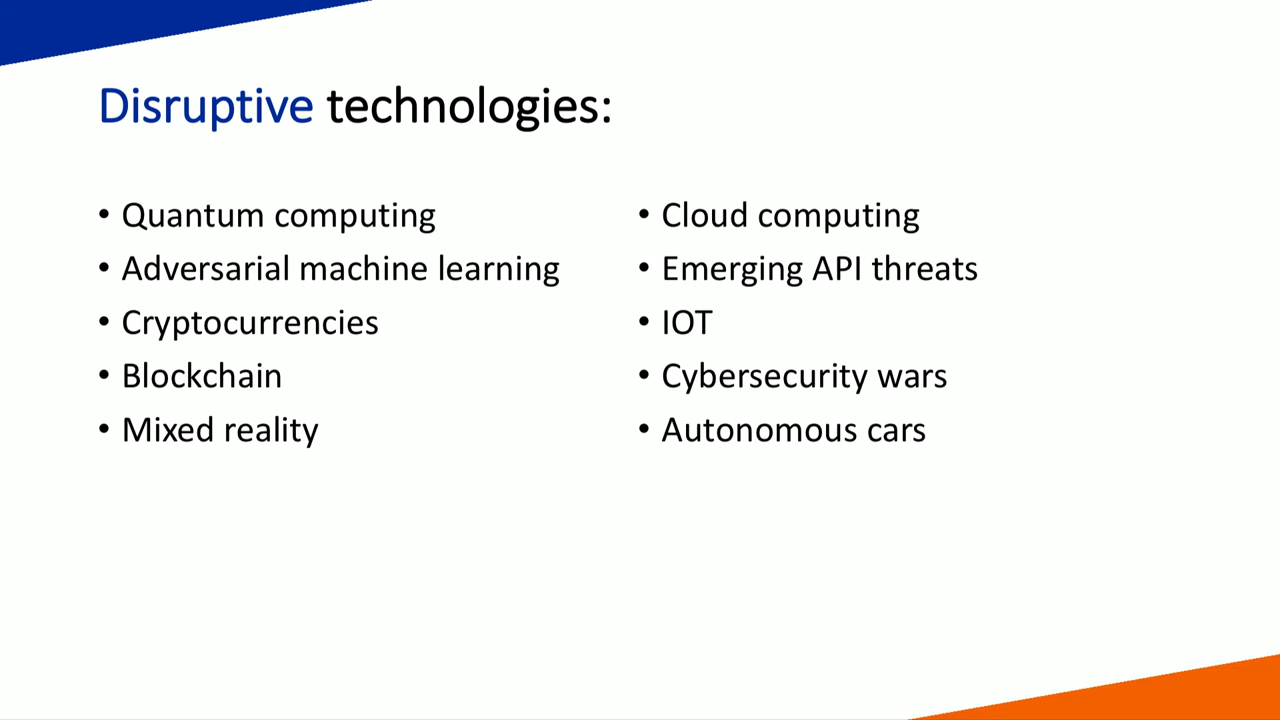 Disruptive technologies:
• Quantum computing
• Adversarial machine learning
• Cryptocurrencies
• Blockchain
• Mixed reality
• Cloud computing
• Emerging API threats
• IOT
• Cybersecurity wars
• Autonomous cars